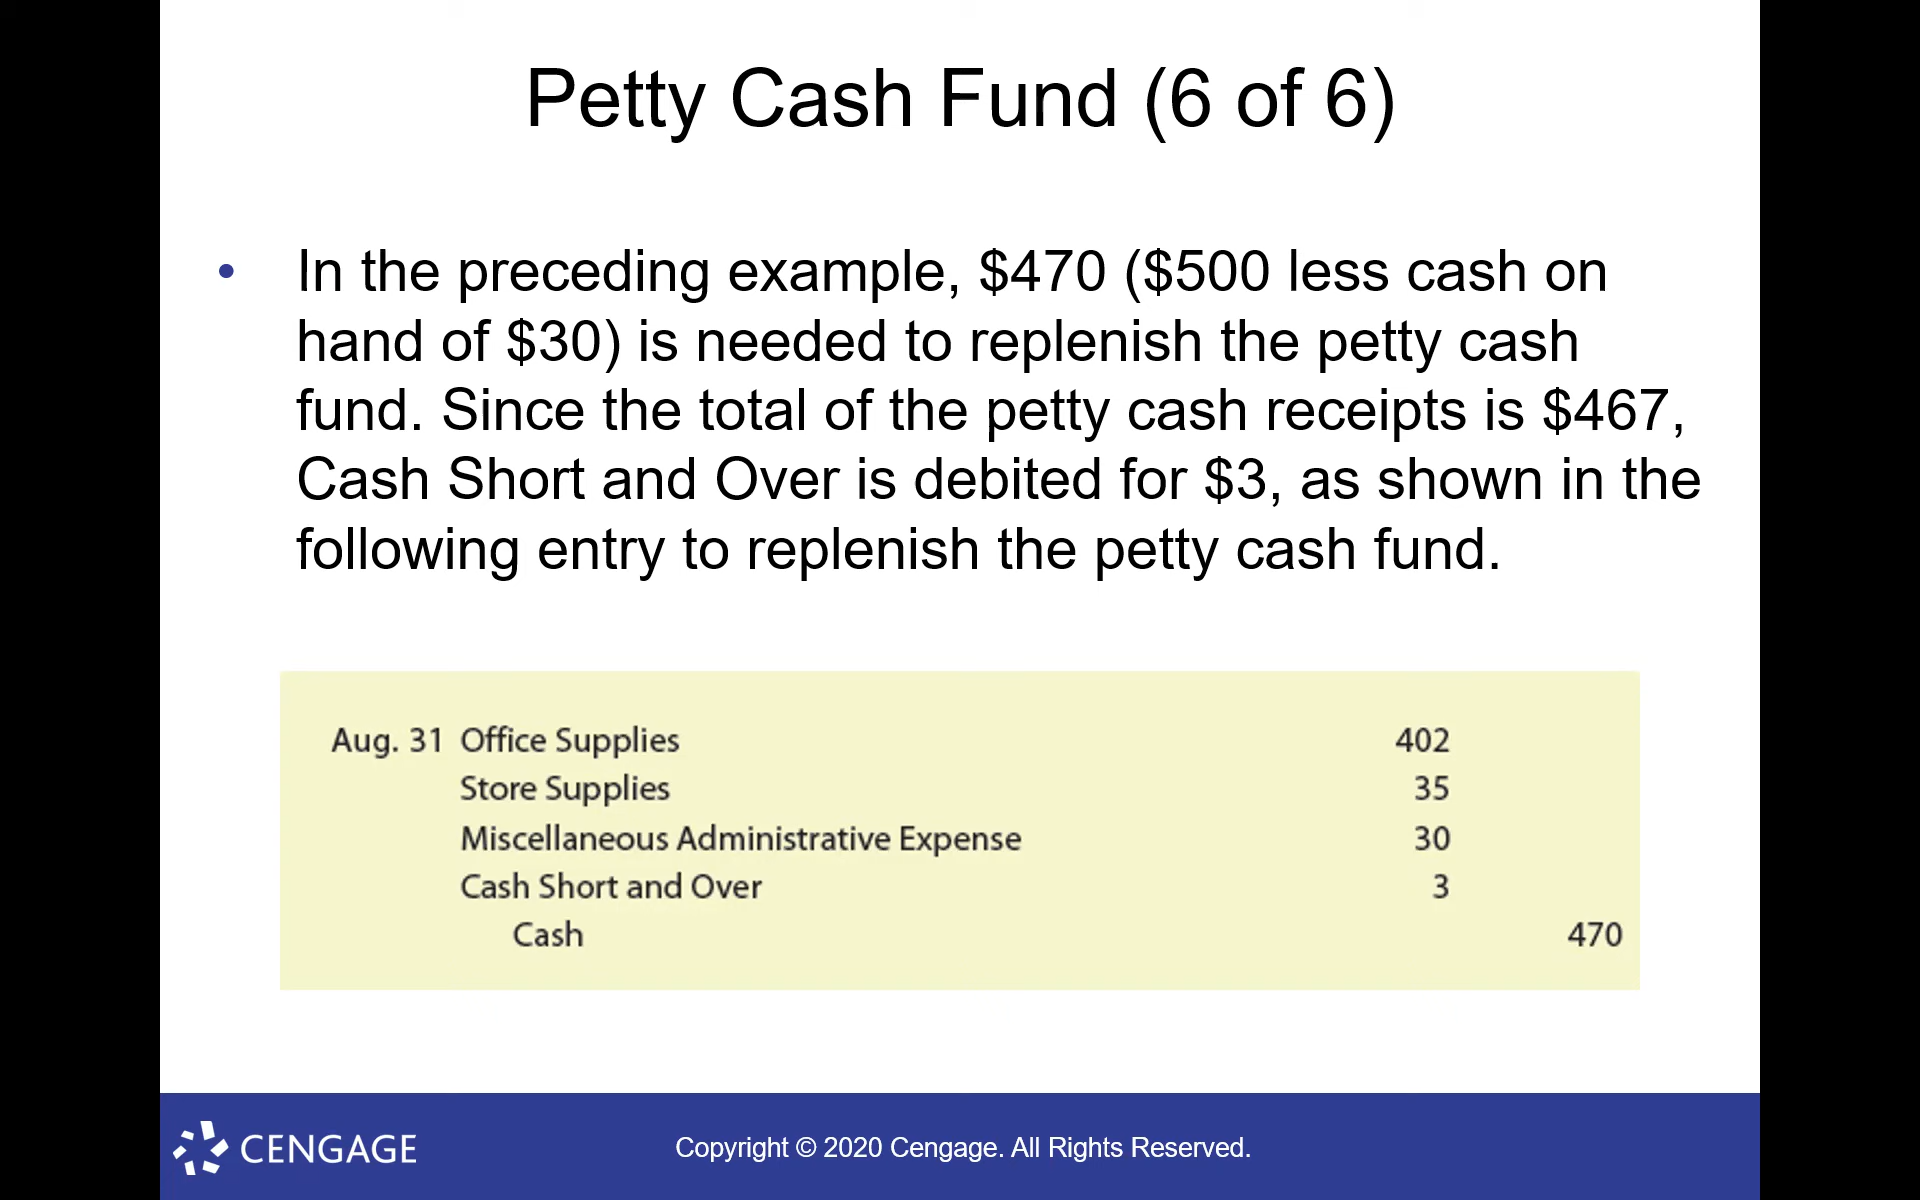 Petty Cash Fund (6 of 6)
• In the preceding example, $470 ($500 less cash on
hand of $30) is needed to replenish the petty cash
fund. Since the total of the petty cash receipts is $467,
Cash Short and Over is debited for $3, as shown in the
following entry to replenish the petty cash fund.
Aug. 31 Office Supplies 402
Store Supplies 35
Miscellaneous Administrative Expense 30
Cash Short and Over 3
Cash 470
CENGAGE Copyright © 2020 Cengage. All Rights Reserved.